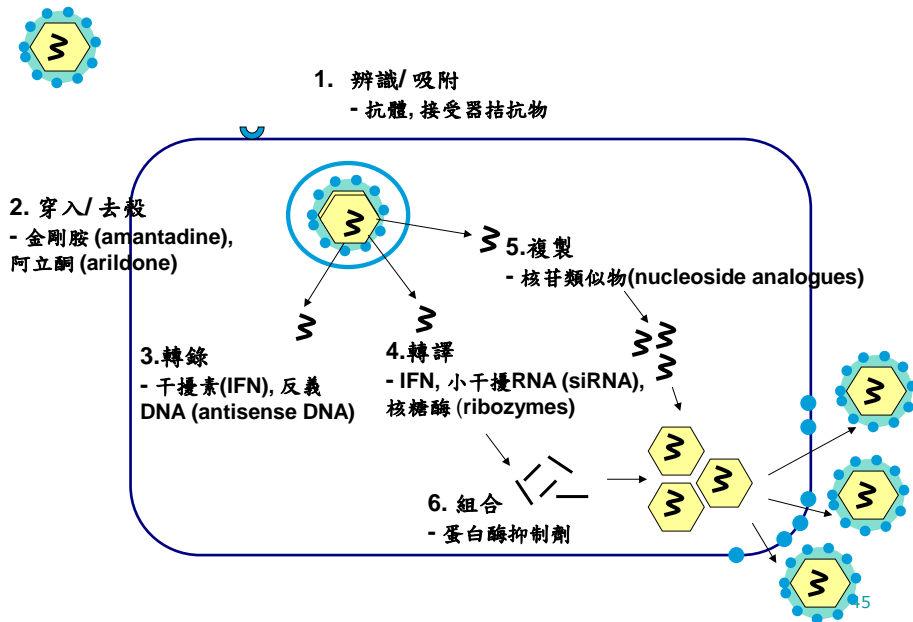 1. 辨識/ 吸附
- 抗體, 接受器拮抗物
2. 穿入/ 去殼
- 金剛胺 (amantadine),
阿立酮 (arildone)
3.轉錄
- 干擾素(IFN), 反義
DNA (antisense DNA)
4.轉譯
- IFN, 小干擾RNA (siRNA),
核糖酶 (ribozymes)
5.複製
- 核苷類似物(nucleoside analogues)
6. 組合
- 蛋白酶抑制劑
45